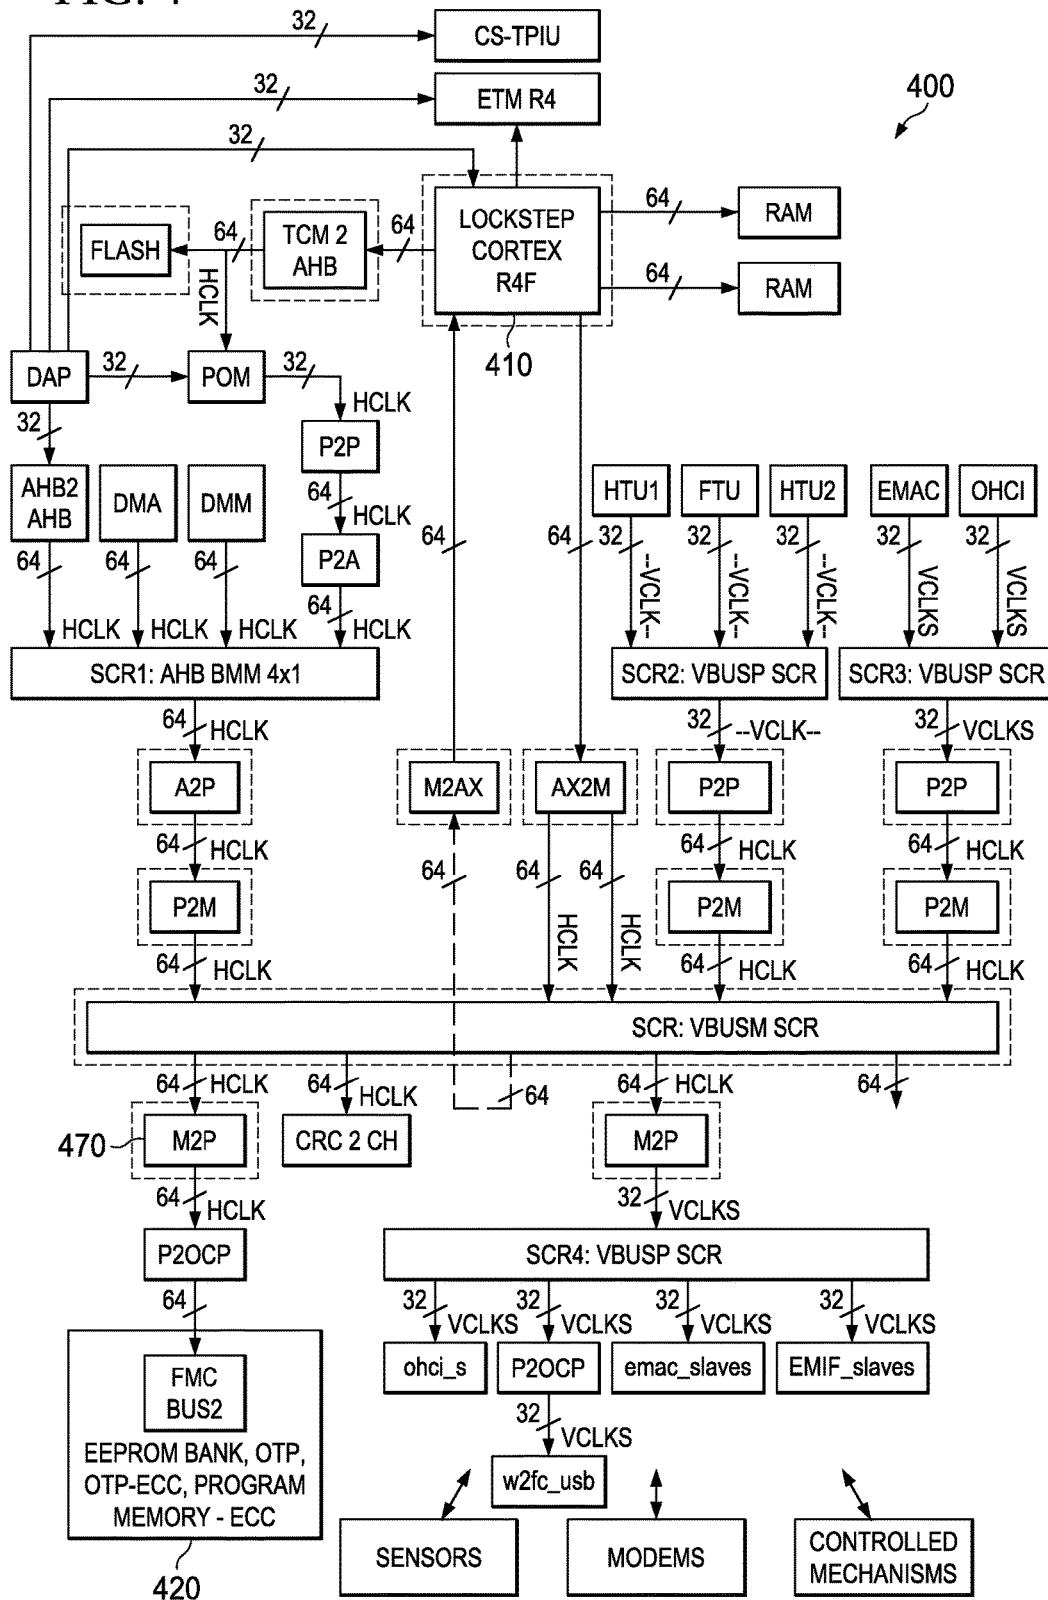 FIG. 4
32
CS-TPIU
32
ETM R4
400
32
64
RAM
LOCKSTEP
CORTEX
R4F
64
TCM 2
AHB
64
FLASH
HCLK
64
RAM
410
DAP
32
POM
32
HCLK
32
P2P
64
HCLK
AHB2
AHB
DMA
DMM
P2A
HTU1
FTU
HTU2
EMAC
OHCI
64
64
64
64
HCLK
HCLK
HCLK
HCLK
64
64
32
--VCLK--
32
--VCLK--
32
--VCLK--
32
VCLKS
32
VCLKS
SCR1: AHB BMM 4x1
SCR2: VBUSP SCR
SCR3: VBUSP SCR
64
HCLK
32
--VCLK--
32
VCLKS
A2P
M2AX
AX2M
P2P
P2P
64
HCLK
64
64
64
64
HCLK
64
HCLK
P2M
P2M
P2M
64
HCLK
HCLK
HCLK
64
HCLK
64
HCLK
SCR: VBUSM SCR
64
HCLK
64
HCLK
64
64
HCLK
64
470
M2P
CRC 2 CH
M2P
64
HCLK
32
VCLKS
P2OCP
SCR4: VBUSP SCR
64
32
VCLKS
32
VCLKS
32
VCLKS
32
VCLKS
FMC
BUS2
ohci_s
P2OCP
emac_slaves
EMIF_slaves
32
VCLKS
EEPROM BANK, OTP,
OTP-ECC, PROGRAM
MEMORY - ECC
w2fc_usb
420
SENSORS
MODEMS
CONTROLLED
MECHANISMS